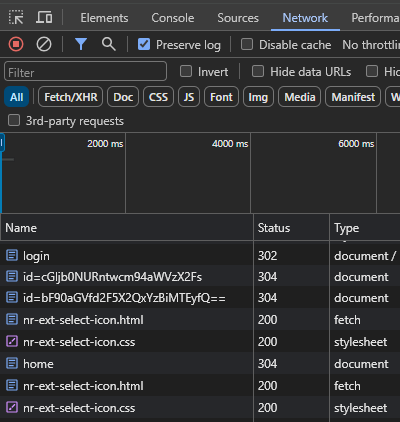 Elements Console Sources Network Performa
Preserve log Disable cache No throttlin
Filter Invert Hide data URLs Hid
All Fetch/XHR Doc CSS JS Font Img Media Manifest W
3rd-party requests
2000 ms 4000 ms 6000 ms
Name Status Type
login 302 document /
id=cGljb0NURntwcm94aWVzX2Fs 304 document
id=bF90aGVfd2F5X2QxYzBiMTEyfQ== 304 document
nr-ext-select-icon.html 200 fetch
nr-ext-select-icon.css 200 stylesheet
home 304 document
nr-ext-select-icon.html 200 fetch
nr-ext-select-icon.css 200 stylesheet